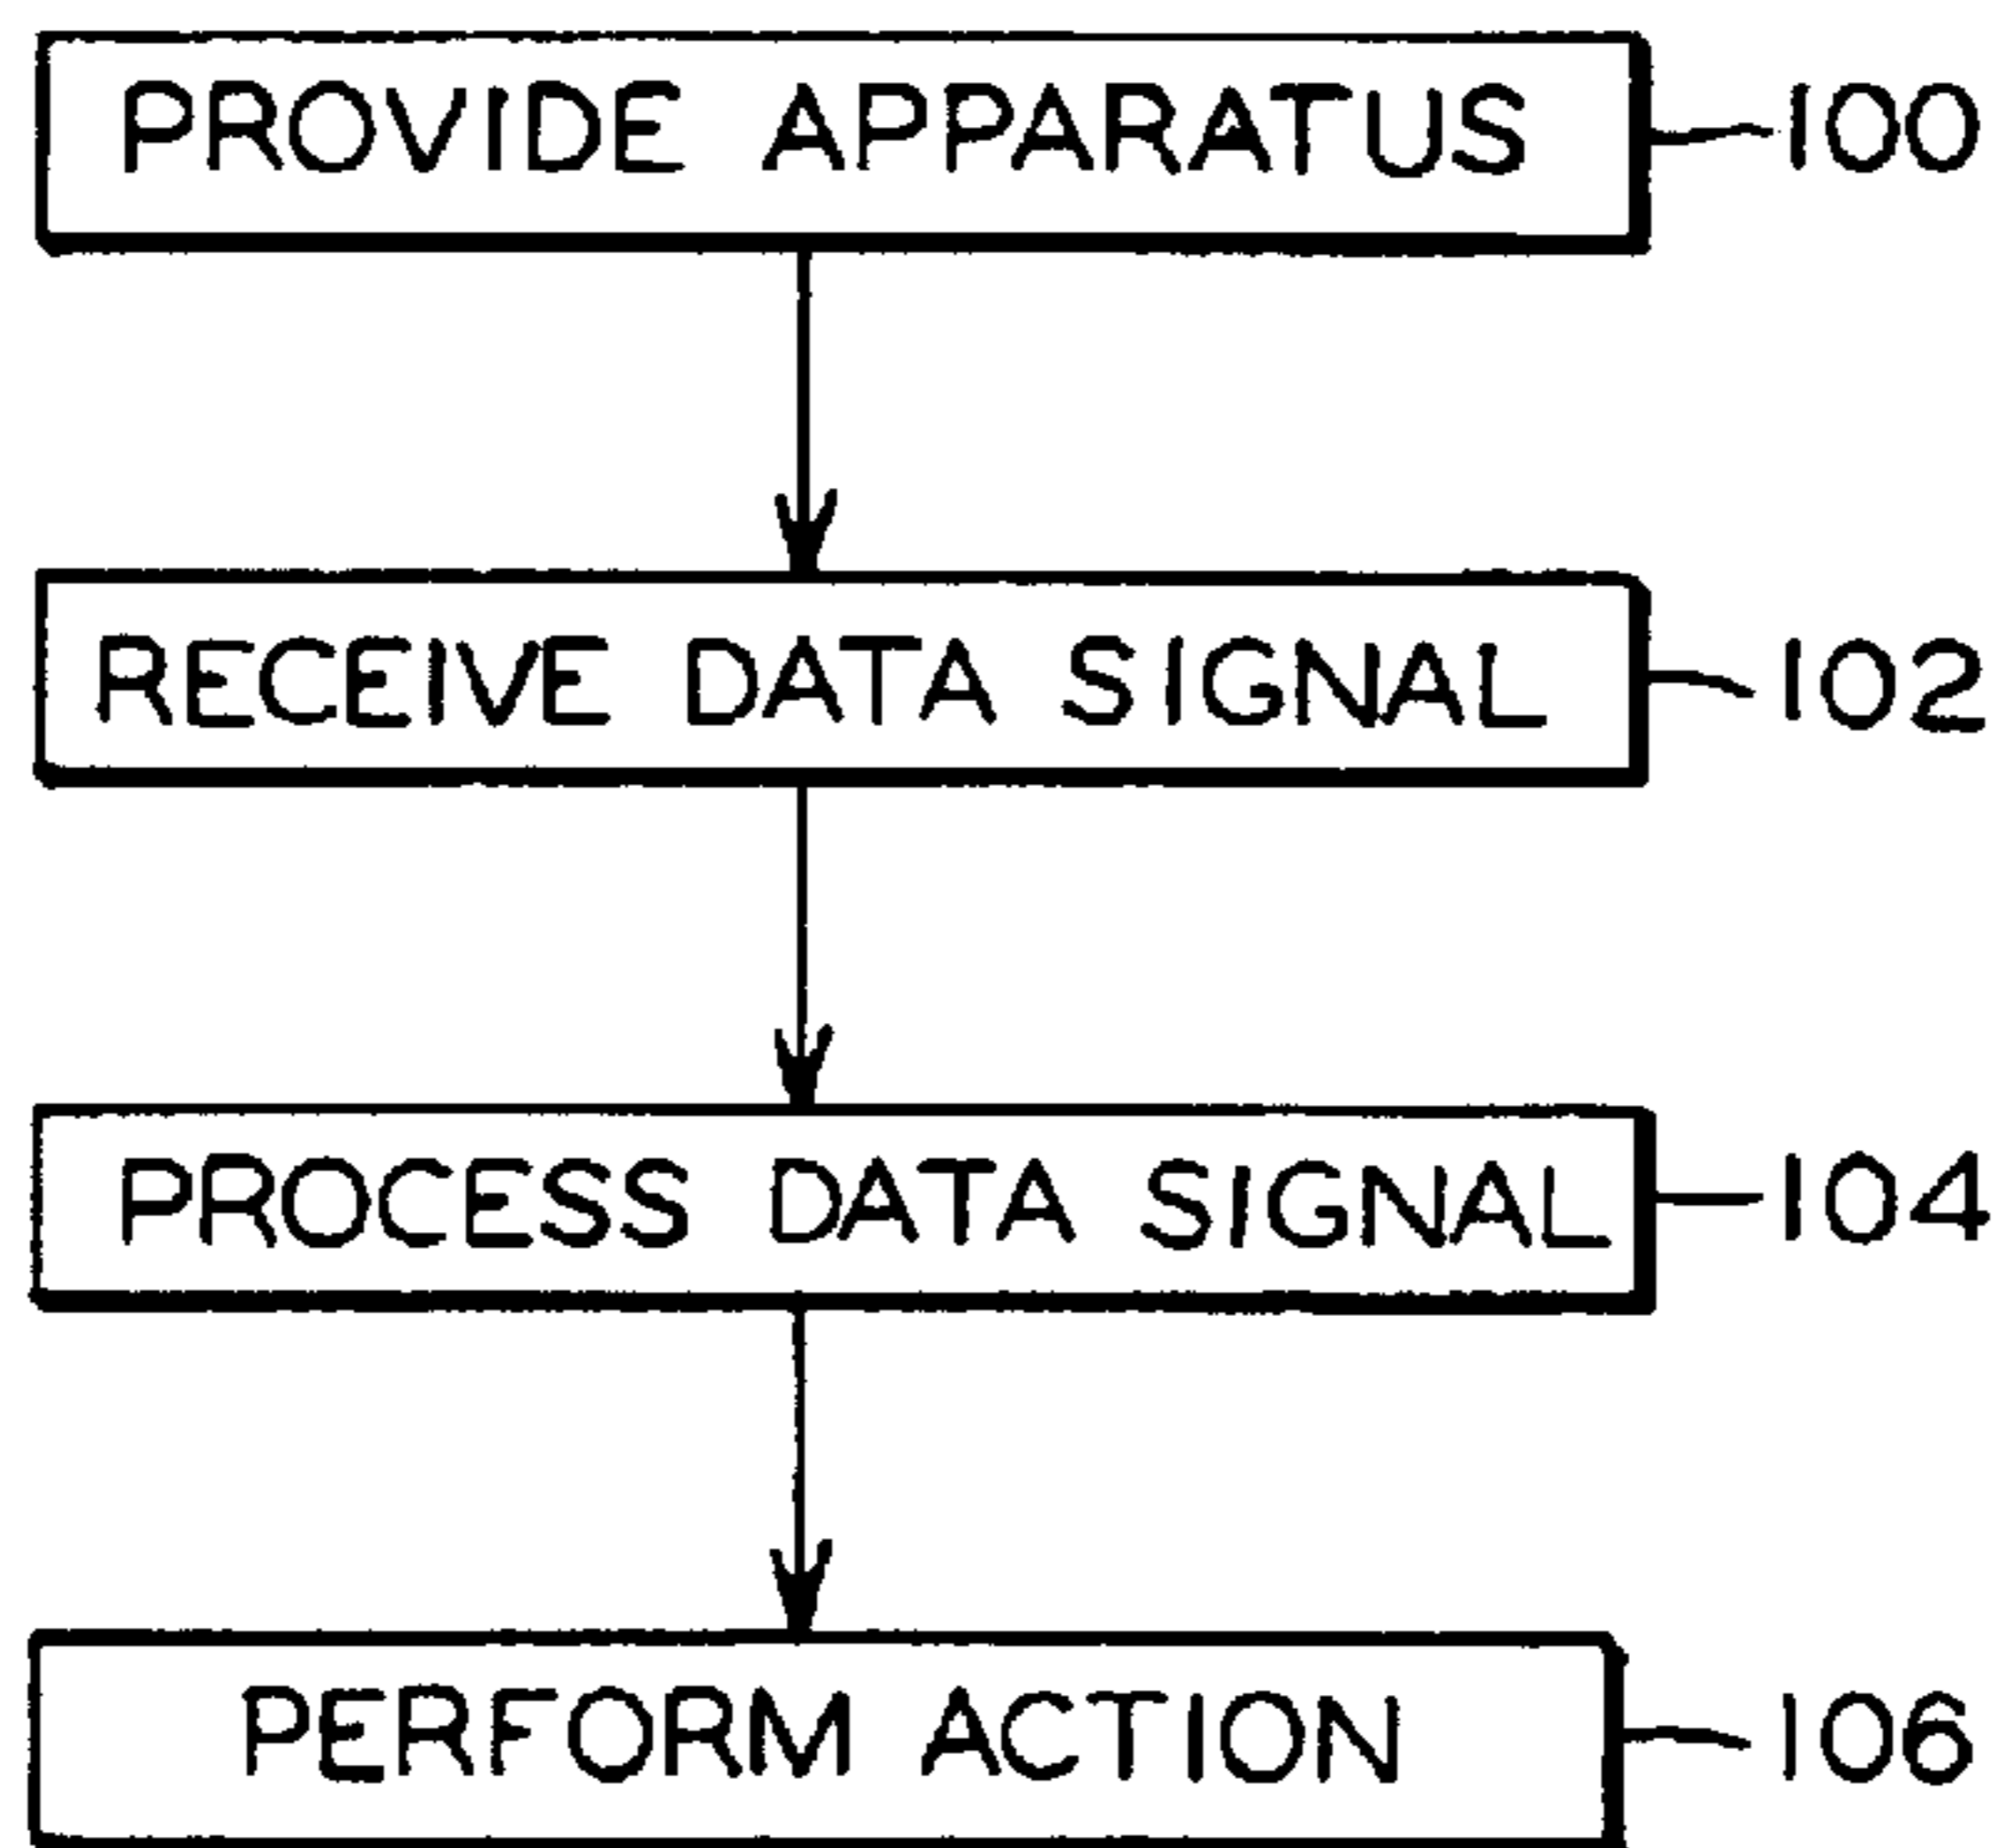 PROVIDE APPARATUS 100
RECEIVE DATA SIGNAL 102
PROCESS DATA SIGNAL 104
PERFORM ACTION 106